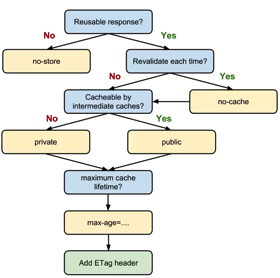 Reusable response?
No
Yes
no-store
Revalidate each time?
No
Yes
Cacheable by
intermediate caches?
no-cache
No
Yes
private
public
maximum cache
lifetime?
max-age=....
Add ETag header